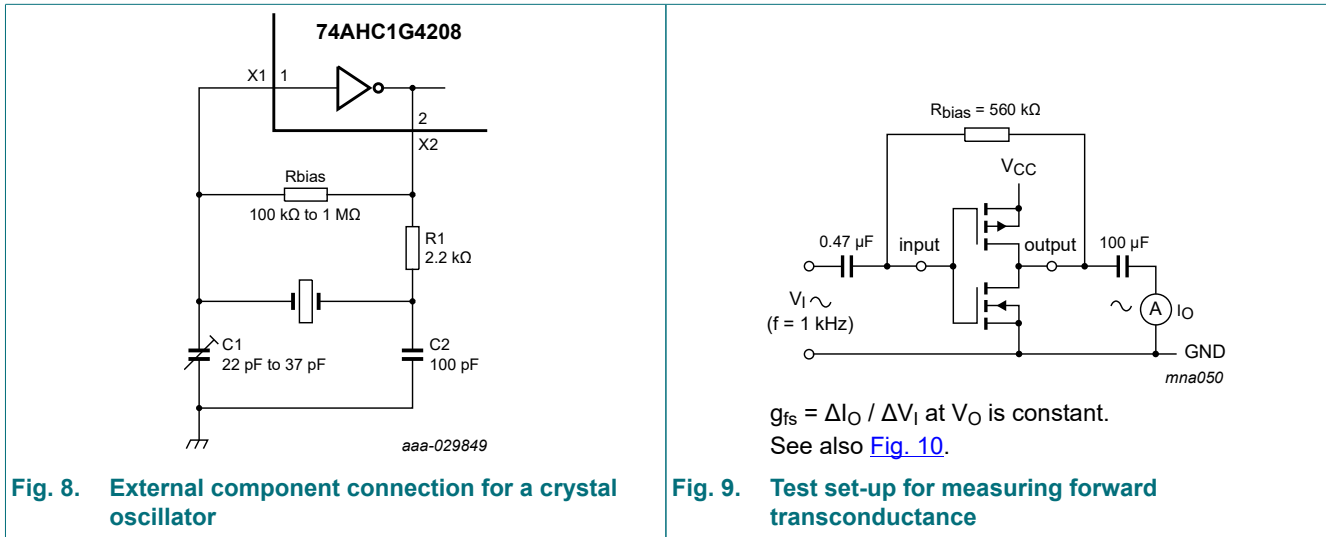 74AHC1G4208
X1
1
2
X2
Rbias
100 kΩ to 1 MΩ
R1
2.2 kΩ
C1
22 pF to 37 pF
C2
100 pF
aaa-029849
Fig. 8. External component connection for a crystal
oscillator
Rbias = 560 kΩ
VCC
0.47 µF
input
output
100 µF
VI
(f = 1 kHz)
A
IO
GND
mna050
gfs = ΔIO / ΔVI at VO is constant.
See also Fig. 10.
Fig. 9. Test set-up for measuring forward
transconductance